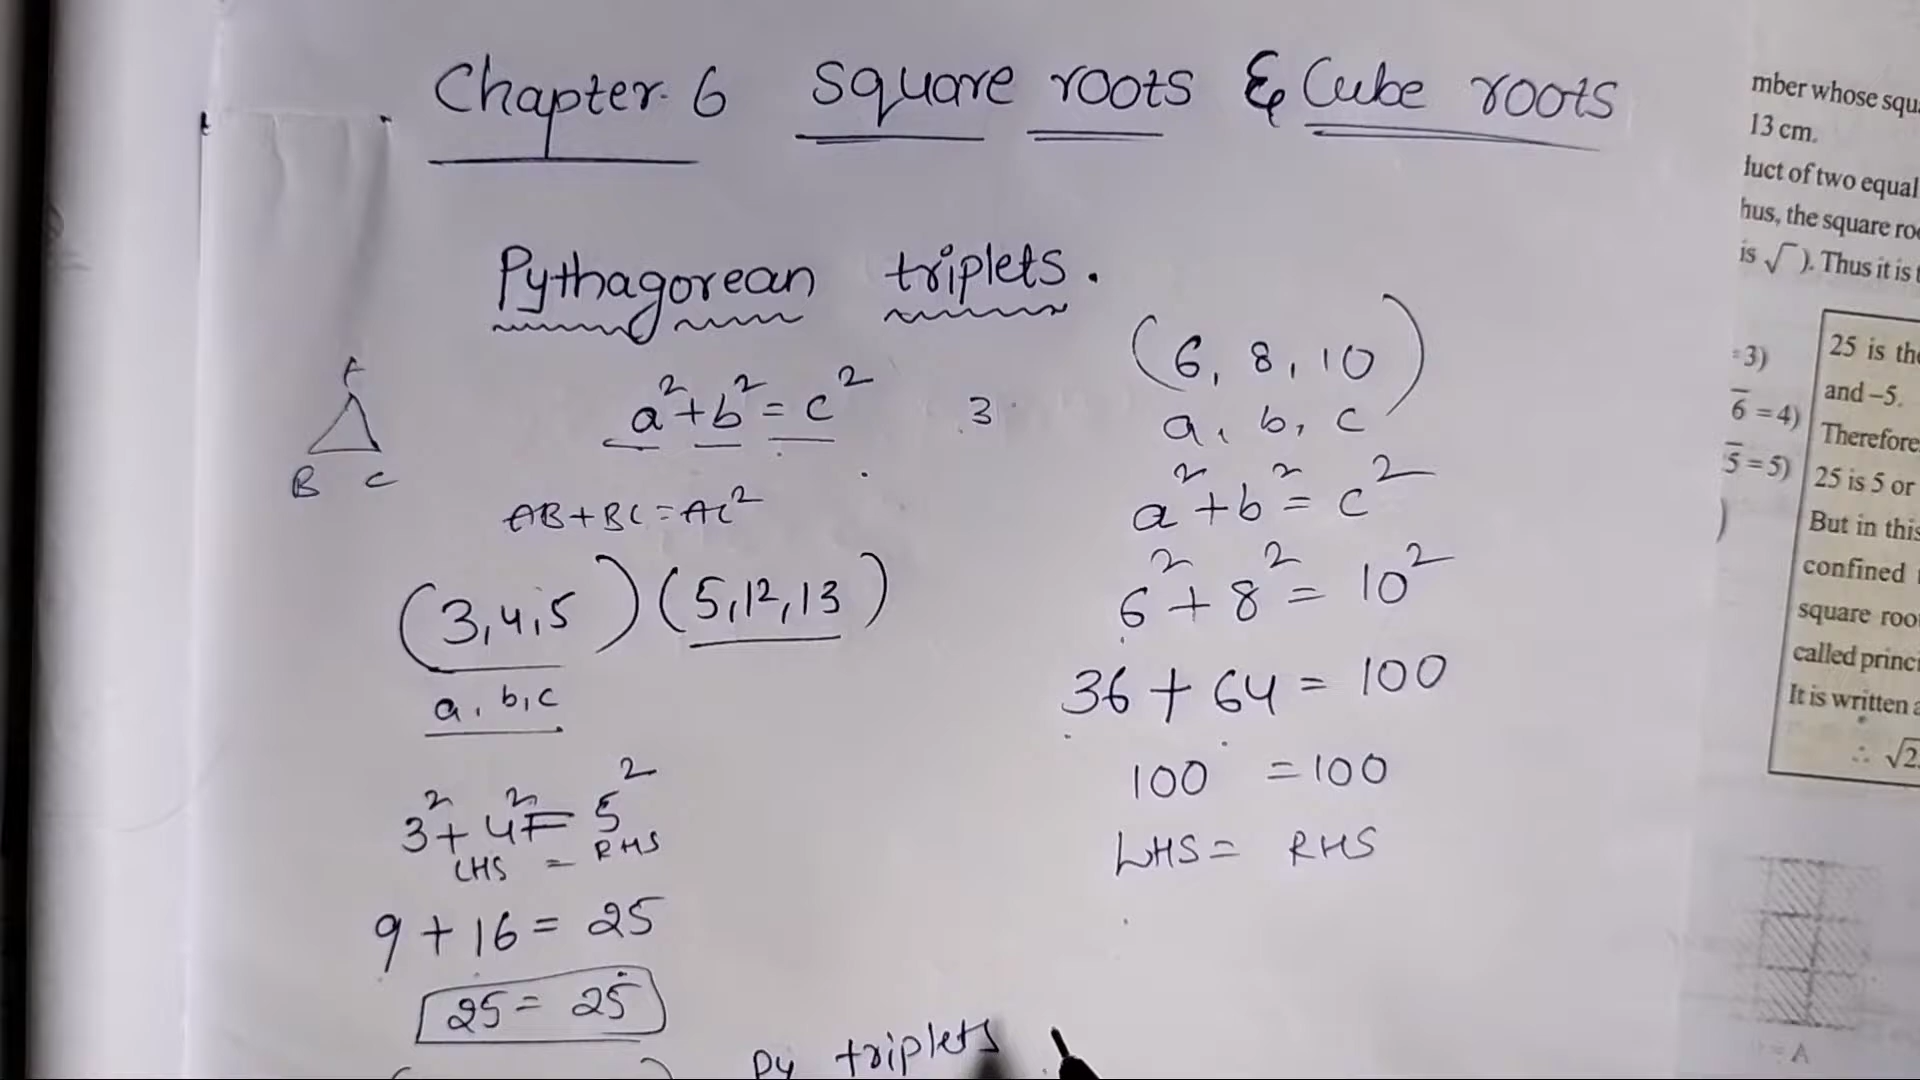 Chapter 6 Square roots & Cube roots
Pythagorean triplets.
A
B C
a²+b²=c²
3
AB+BC=AC²
(3,4,5) (5,12,13)
a, b, c
3²+4²=5²
LHS = RHS
9+16=25
25=25
Py triplets
(6, 8, 10)
a, b, c
a²+b²=c²
6²+8²=10²
36+64=100
100 =100
LHS= RHS
mber whose squ
13 cm.
duct of two equal
hus, the square ro
is √ ). Thus it is
=3)
6 =4)
5 =5)
)
25 is the
and –5.
Therefore
25 is 5 or
But in this
confined
square roo
called princi
It is written a
∴ √2
= A